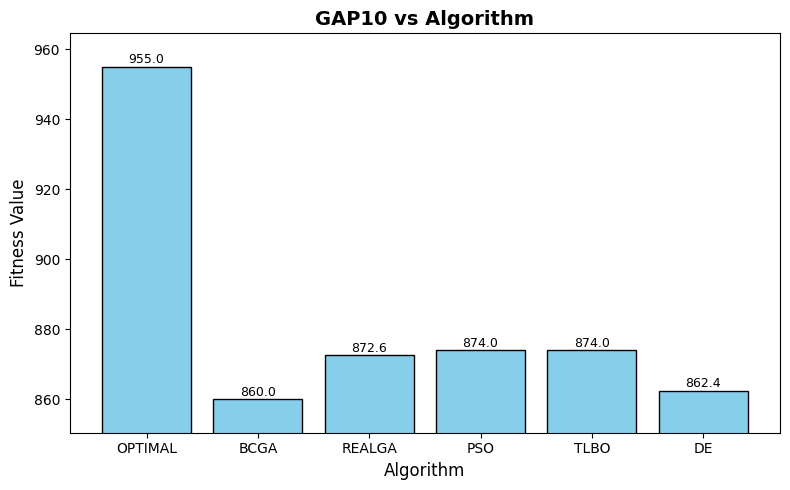 GAP10 vs Algorithm
Fitness Value
960
940
920
900
880
860
955.0
860.0
872.6
874.0
874.0
862.4
OPTIMAL
BCGA
REALGA
PSO
TLBO
DE
Algorithm